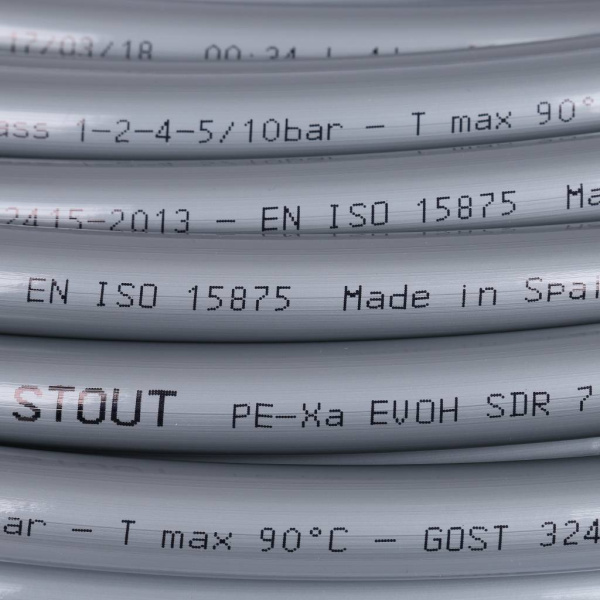 17/03/18 00:34
ass 1-2-4-5/10bar - T max 90°
2415-2013 - EN ISO 15875 Ma
EN ISO 15875 Made in Spai
STOUT PE-Xa EVOH SDR 7
ar - T max 90°C - GOST 324